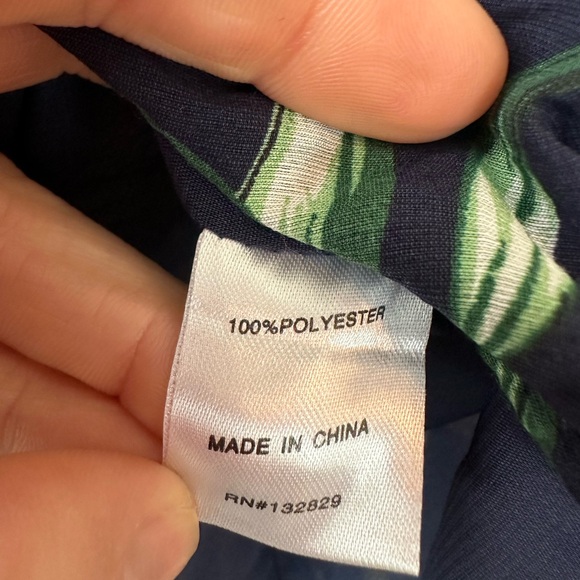 100%POLYESTER
MADE IN CHINA
RN#132829